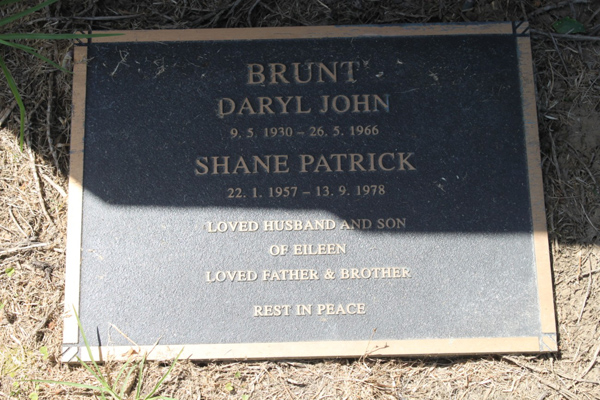 BRUNT
DARYL JOHN
9. 5. 1930 – 26. 5. 1966
SHANE PATRICK
22. 1. 1957 – 13. 9. 1978
LOVED HUSBAND AND SON
OF EILEEN
LOVED FATHER & BROTHER
REST IN PEACE